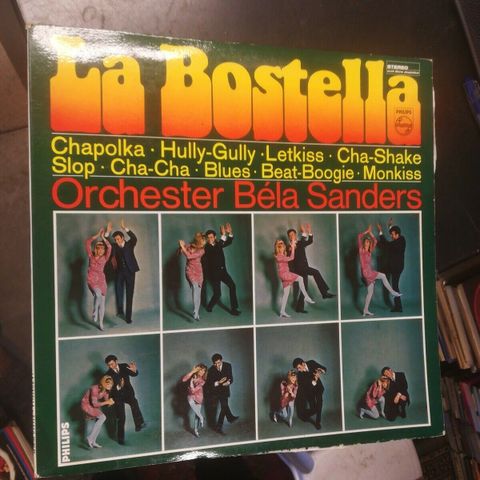 La Bostella
STEREO
PHILIPS
Chapolka · Hully-Gully · Letkiss · Cha-Shake
Slop · Cha-Cha · Blues · Beat-Boogie · Monkiss
Orchester Béla Sanders
PHILIPS